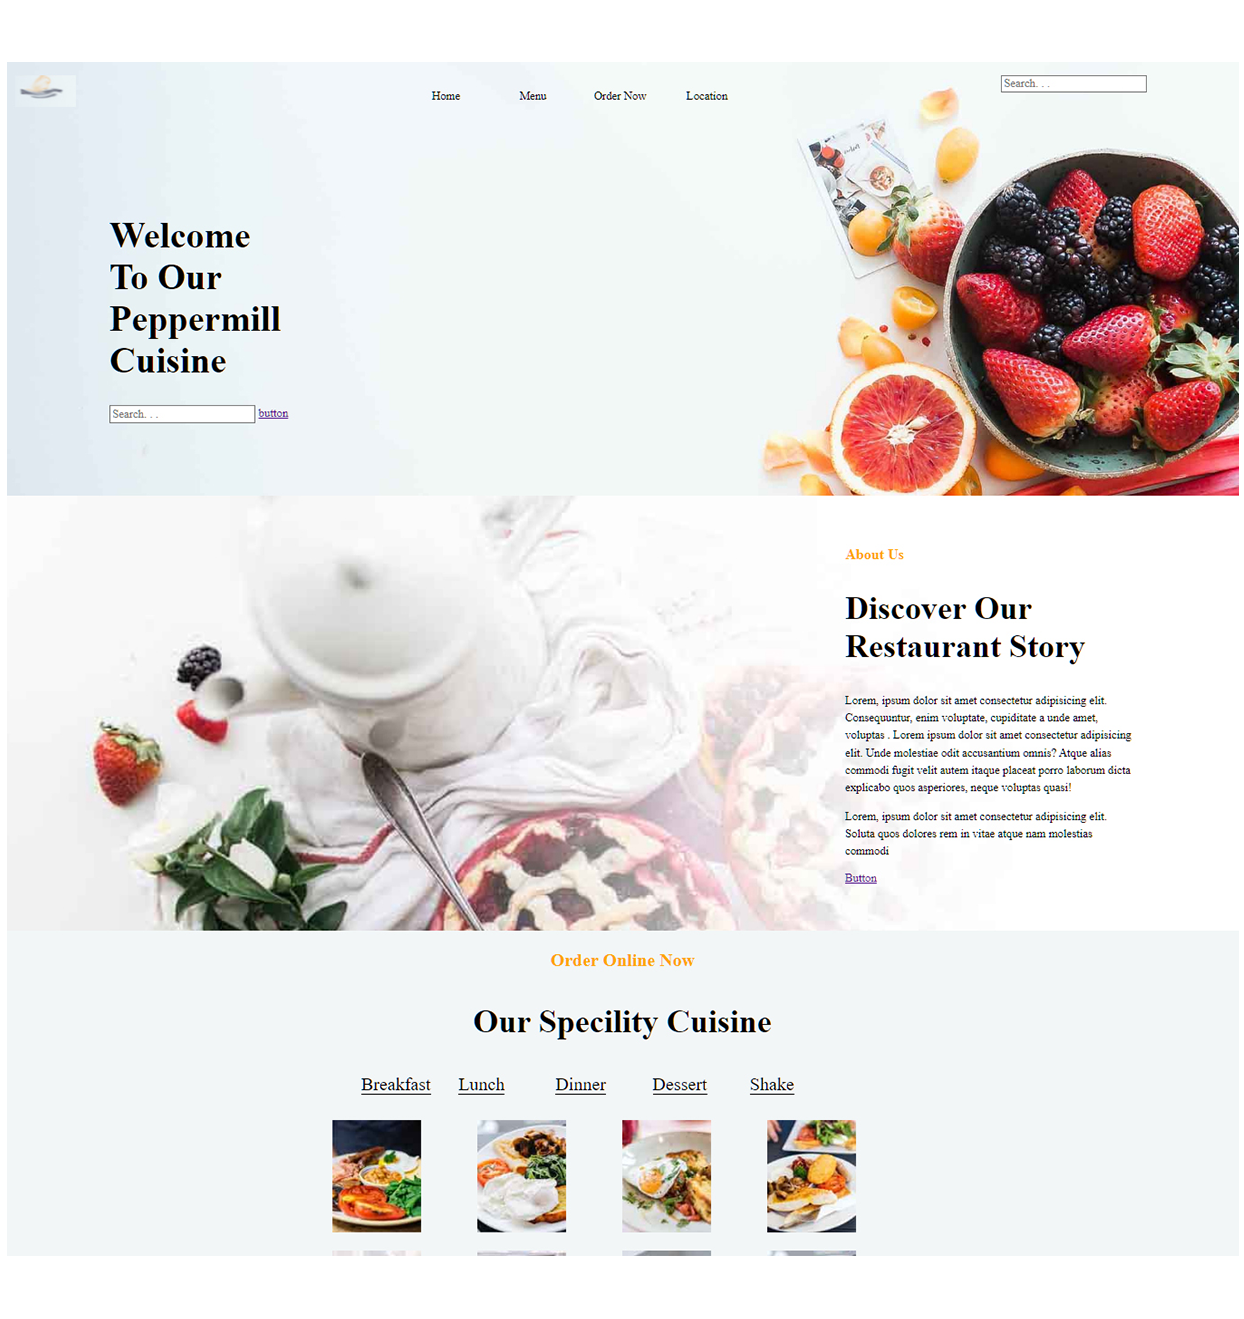 Home Menu Order Now Location Search. . .
Welcome
To Our
Peppermill
Cuisine
Search. . . button
About Us
Discover Our
Restaurant Story
Lorem, ipsum dolor sit amet consectetur adipisicing elit.
Consequuntur, enim voluptate, cupiditate a unde amet,
voluptas . Lorem ipsum dolor sit amet consectetur adipisicing
elit. Unde molestiae odit accusantium omnis? Atque alias
commodi fugit velit autem itaque placeat porro laborum dicta
explicabo quos asperiores, neque voluptas quasi!
Lorem, ipsum dolor sit amet consectetur adipisicing elit.
Soluta quos dolores rem in vitae atque nam molestias
commodi
Button
Order Online Now
Our Specility Cuisine
Breakfast Lunch Dinner Dessert Shake